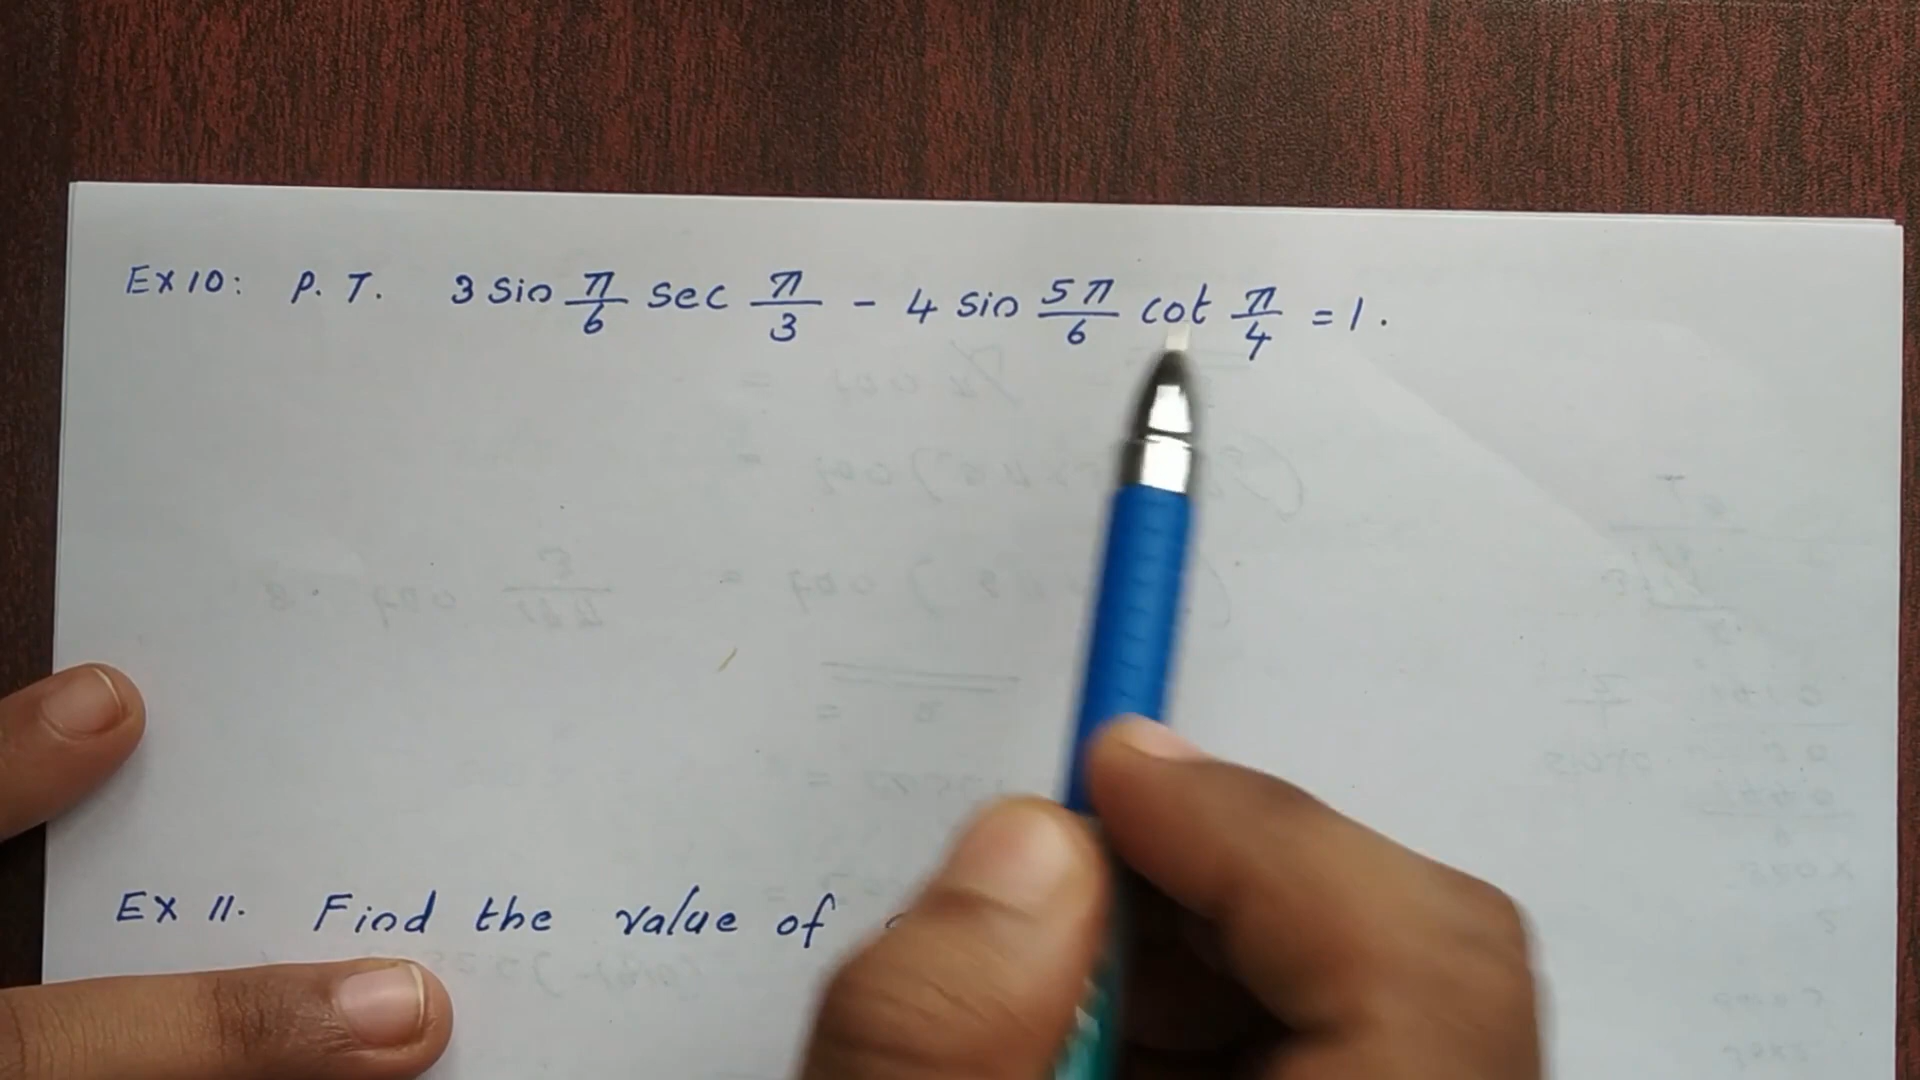 Ex 10: P. T. 3 sin π/6 sec π/3 - 4 sin 5π/6 cot π/4 = 1.
Ex 11. Find the value of